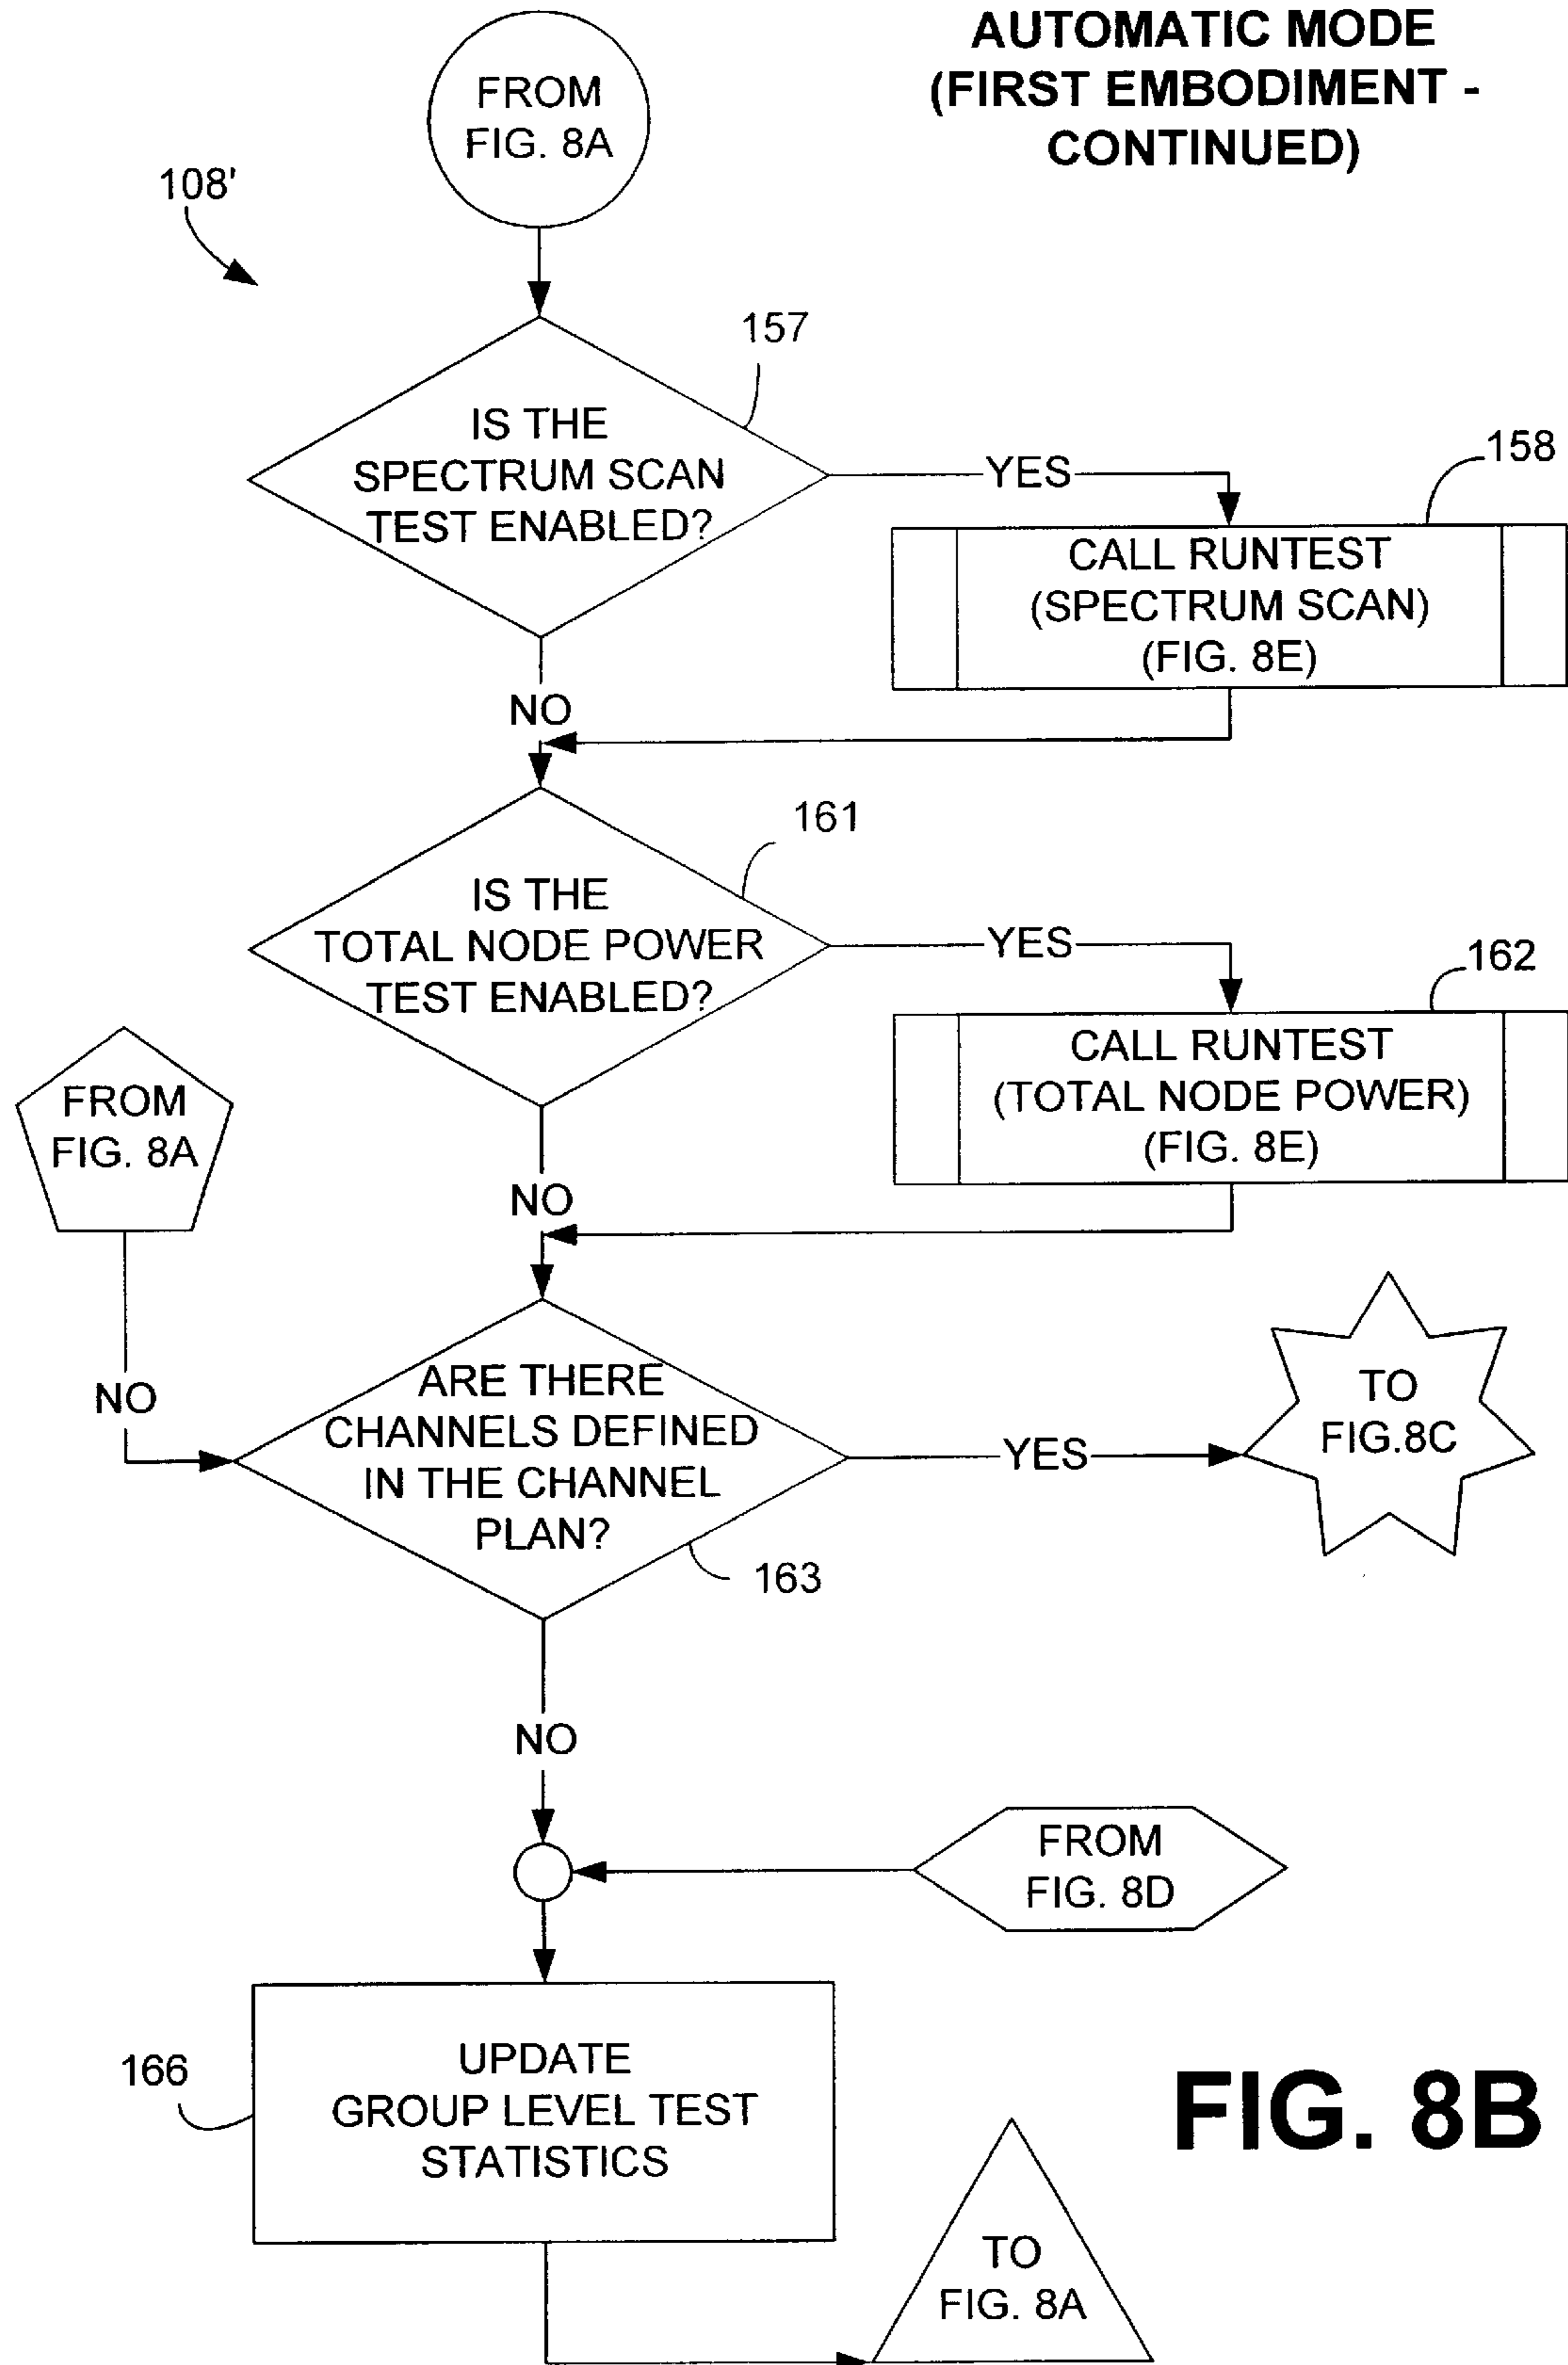 AUTOMATIC MODE
(FIRST EMBODIMENT -
CONTINUED)
FROM
FIG. 8A
108'
157
IS THE
SPECTRUM SCAN
TEST ENABLED?
YES
158
CALL RUNTEST
(SPECTRUM SCAN)
(FIG. 8E)
NO
161
IS THE
TOTAL NODE POWER
TEST ENABLED?
YES
162
CALL RUNTEST
(TOTAL NODE POWER)
(FIG. 8E)
FROM
FIG. 8A
NO
NO
ARE THERE
CHANNELS DEFINED
IN THE CHANNEL
PLAN?
YES
TO
FIG.8C
163
NO
FROM
FIG. 8D
166
UPDATE
GROUP LEVEL TEST
STATISTICS
TO
FIG. 8A
FIG. 8B